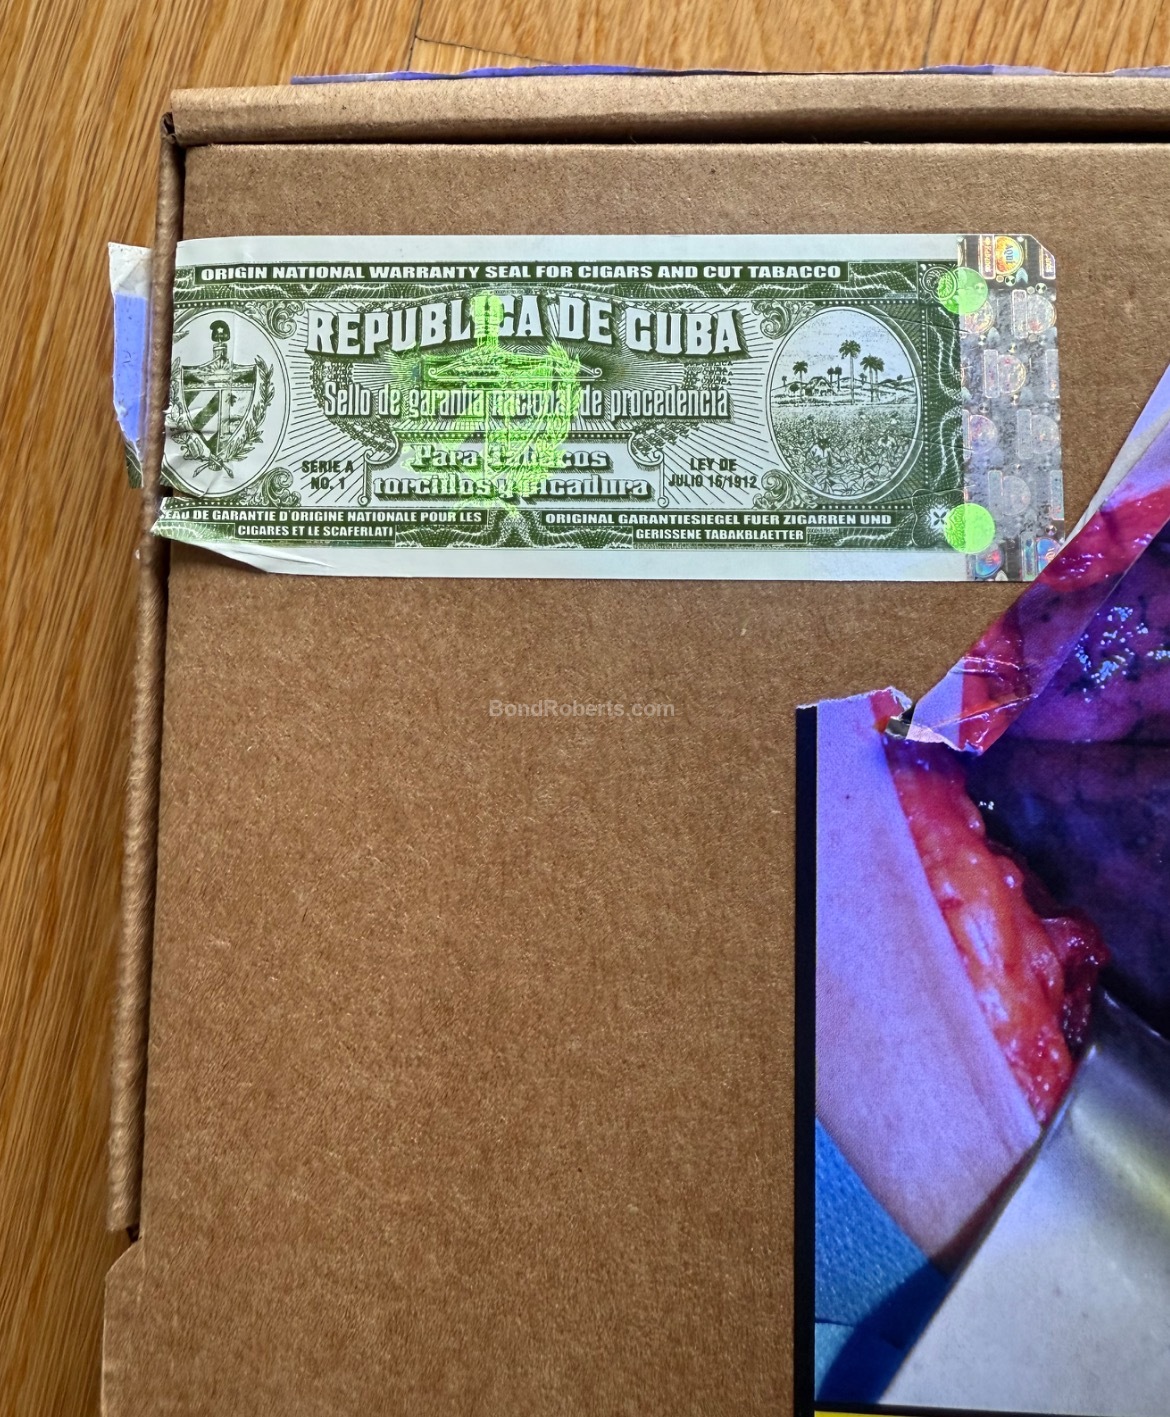 ORIGIN NATIONAL WARRANTY SEAL FOR CIGARS AND CUT TABACCO
REPUBLICA DE CUBA
Sello de garantia nacional de procedencia
Para Tabacos
torcidos y picadura
SERIE A
NO. 1
LEY DE
JULIO 16/1912
EAU DE GARANTIE D'ORIGINE NATIONALE POUR LES
CIGARES ET LE SCAFERLATI
ORIGINAL GARANTIESIEGEL FUER ZIGARREN UND
GERISSENE TABAKBLAETTER
BondRoberts.com